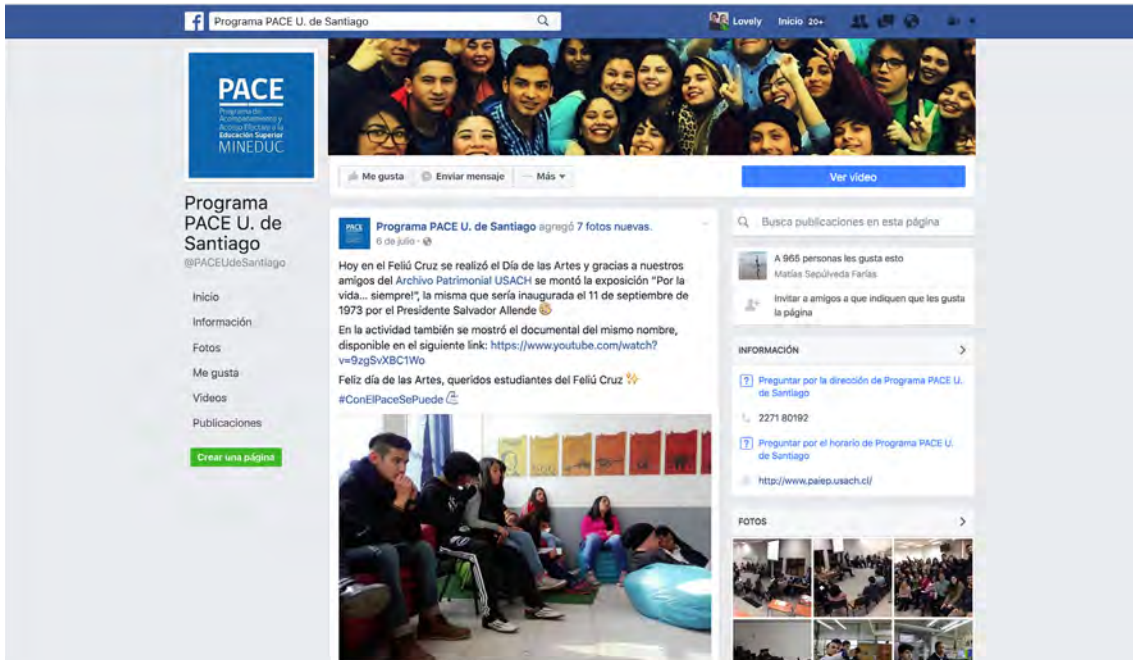 Programa PACE U. de Santiago
Lovely Inicio 20+
PACE
Programa de
Acompañamiento y
Acceso Efectivo a la
Educación Superior
MINEDUC
Me gusta Enviar mensaje Más
Ver video
Programa
PACE U. de
Santiago
@PACEUdeSantiago
Inicio
Información
Fotos
Me gusta
Videos
Publicaciones
Crear una página
PACE
Programa PACE U. de Santiago agregó 7 fotos nuevas.
6 de julio ·
Hoy en el Feliú Cruz se realizó el Día de las Artes y gracias a nuestros
amigos del Archivo Patrimonial USACH se montó la exposición "Por la
vida... siempre!", la misma que sería inaugurada el 11 de septiembre de
1973 por el Presidente Salvador Allende
En la actividad también se mostró el documental del mismo nombre,
disponible en el siguiente link: https://www.youtube.com/watch?
v=9zgSvXBC1Wo
Feliz día de las Artes, queridos estudiantes del Feliú Cruz
#ConElPaceSePuede
Busca publicaciones en esta página
A 965 personas les gusta esto
Matías Sepúlveda Farías
Invitar a amigos a que indiquen que les gusta
la página
INFORMACIÓN
Preguntar por la dirección de Programa PACE U.
de Santiago
2271 80192
Preguntar por el horario de Programa PACE U.
de Santiago
http://www.paiep.usach.cl/
FOTOS